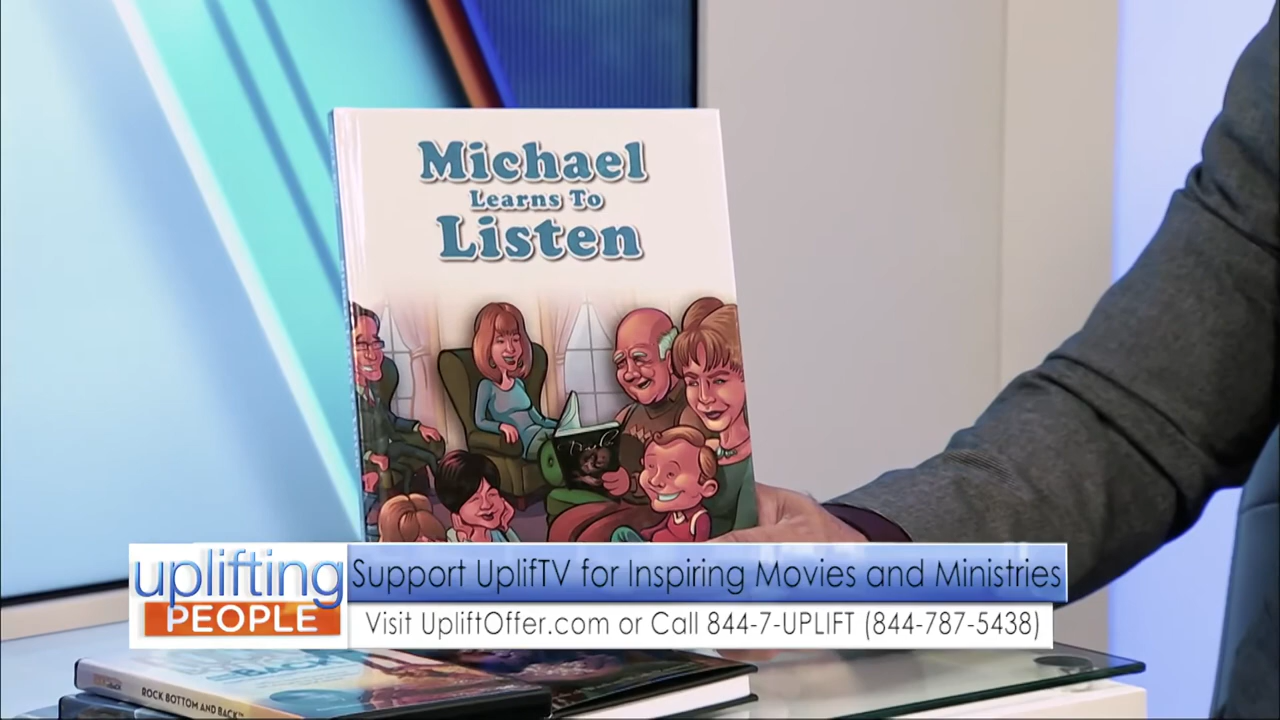 Michael
Learns To
Listen
uplifting
PEOPLE
Support UplifTV for Inspiring Movies and Ministries
Visit UpliftOffer.com or Call 844-7-UPLIFT (844-787-5438)
ROCK BOTTOM AND BACK™